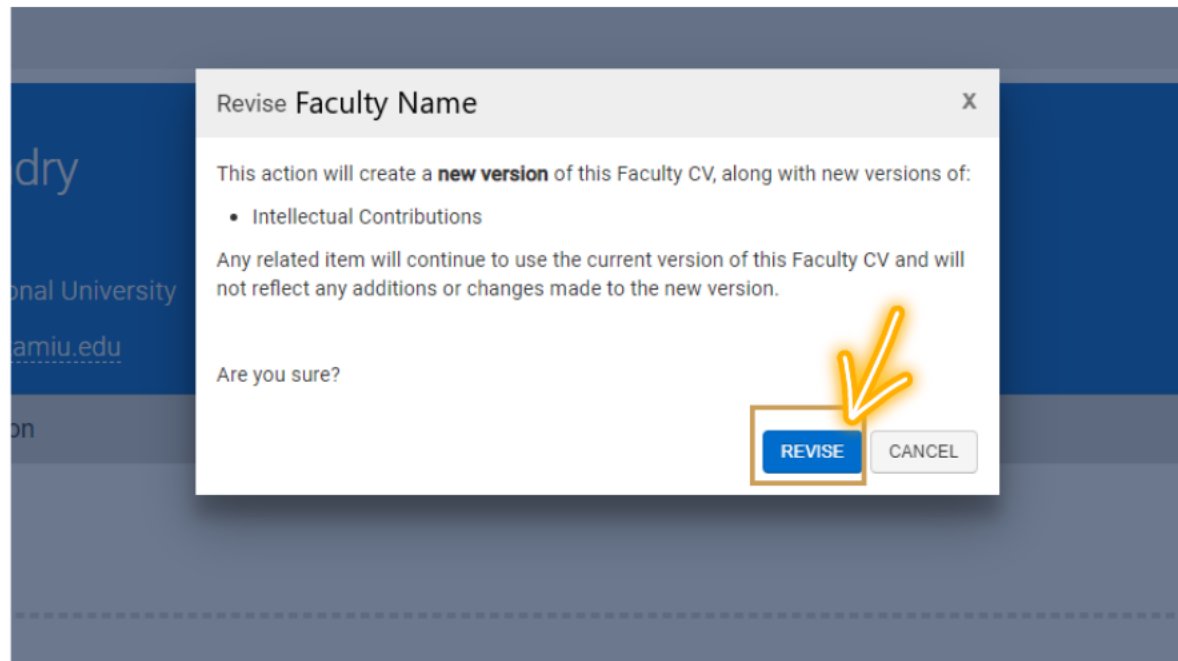 Revise Faculty Name
X
dry
This action will create a new version of this Faculty CV, along with new versions of:
• Intellectual Contributions
Any related item will continue to use the current version of this Faculty CV and will
onal University
not reflect any additions or changes made to the new version.
amiu.edu
Are you sure?
on
REVISE
CANCEL